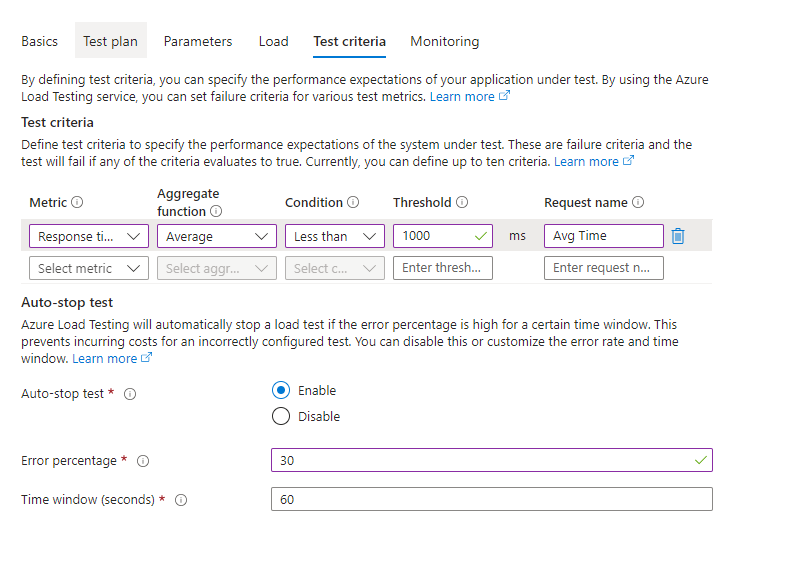 Basics Test plan Parameters Load Test criteria Monitoring
By defining test criteria, you can specify the performance expectations of your application under test. By using the Azure
Load Testing service, you can set failure criteria for various test metrics. Learn more
Test criteria
Define test criteria to specify the performance expectations of the system under test. These are failure criteria and the
test will fail if any of the criteria evaluates to true. Currently, you can define up to ten criteria. Learn more
Metric Aggregate function Condition Threshold Request name
Response ti... Average Less than 1000 ms Avg Time
Select metric Select aggr... Select c... Enter thresh... Enter request n...
Auto-stop test
Azure Load Testing will automatically stop a load test if the error percentage is high for a certain time window. This
prevents incurring costs for an incorrectly configured test. You can disable this or customize the error rate and time
window. Learn more
Auto-stop test * Enable
Disable
Error percentage * 30
Time window (seconds) * 60